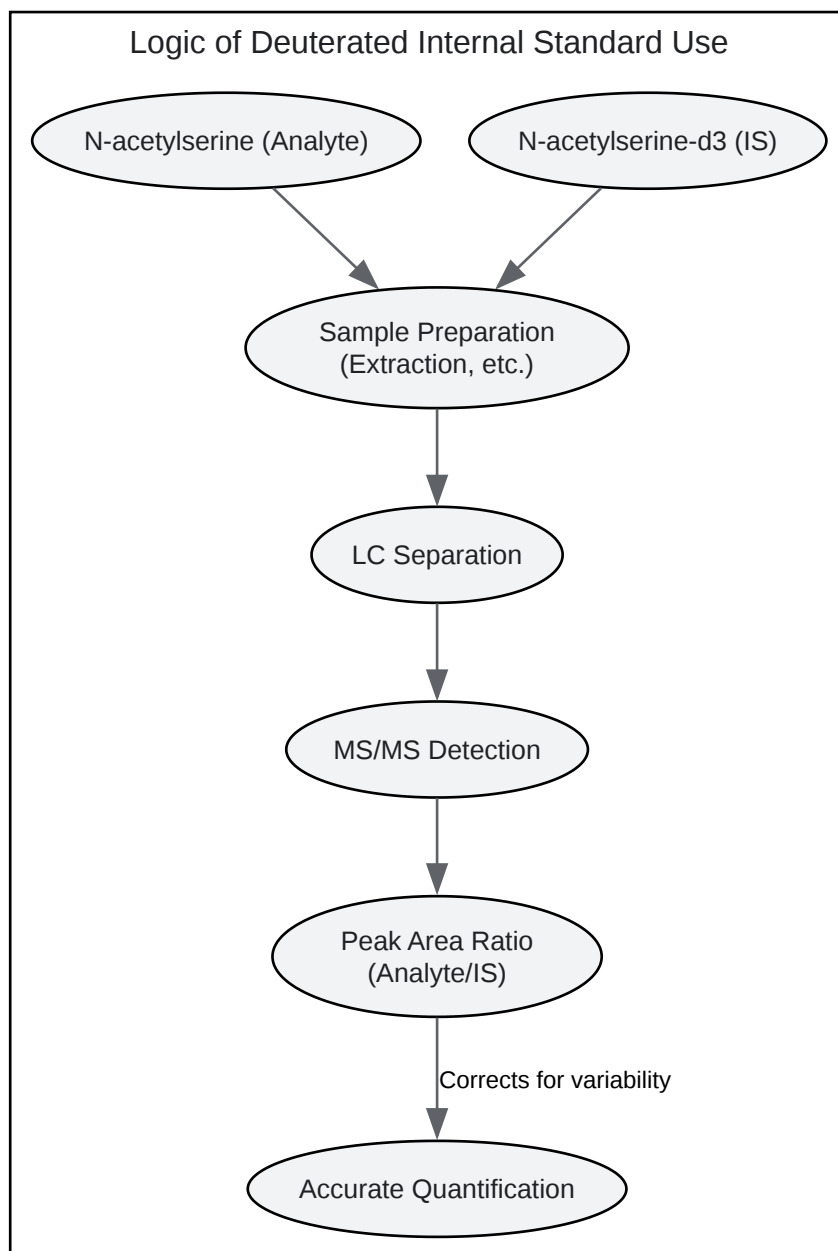 Logic of Deuterated Internal Standard Use
N-acetylserine (Analyte)
N-acetylserine-d3 (IS)
Sample Preparation
(Extraction, etc.)
LC Separation
MS/MS Detection
Peak Area Ratio
(Analyte/IS)
Corrects for variability
Accurate Quantification